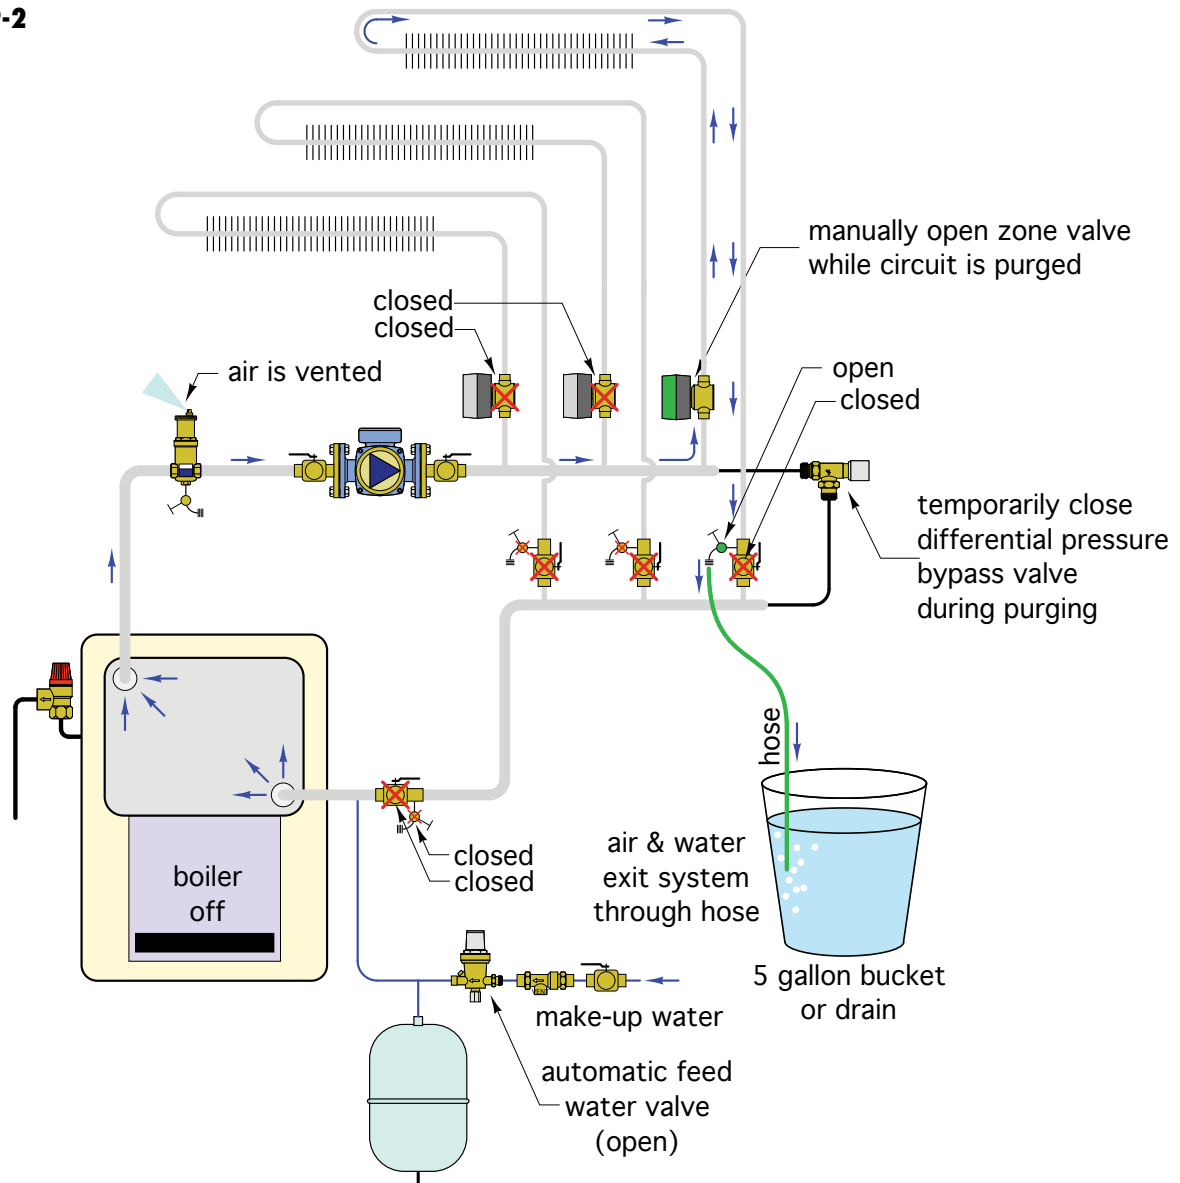 -2
manually open zone valve
while circuit is purged
closed
closed
air is vented
open
closed
temporarily close
differential pressure
bypass valve
during purging
hose
closed
closed
boiler
off
air & water
exit system
through hose
5 gallon bucket
or drain
make-up water
automatic feed
water valve
(open)